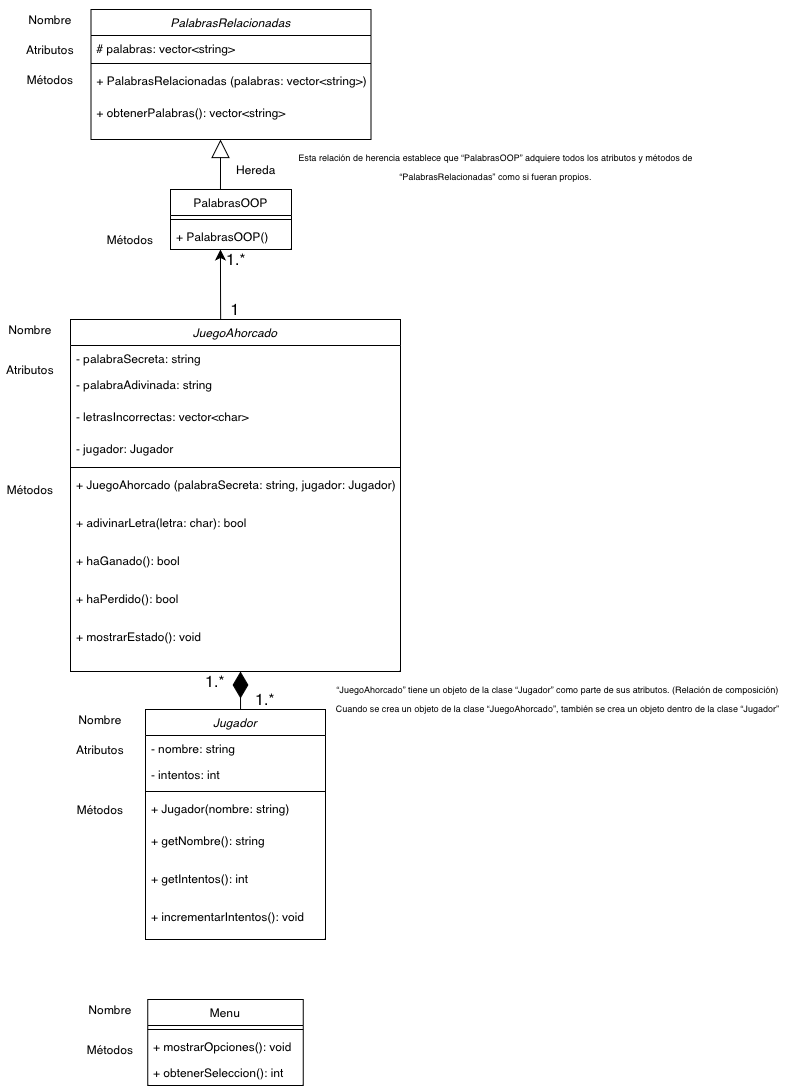 Nombre
PalabrasRelacionadas
Atributos
# palabras: vector<string>
Métodos
+ PalabrasRelacionadas (palabras: vector<string>)
+ obtenerPalabras(): vector<string>
Esta relación de herencia establece que “PalabrasOOP” adquiere todos los atributos y métodos de
“PalabrasRelacionadas” como si fueran propios.
Hereda
PalabrasOOP
Métodos
+ PalabrasOOP()
1.*
1
Nombre
JuegoAhorcado
Atributos
- palabraSecreta: string
- palabraAdivinada: string
- letrasIncorrectas: vector<char>
- jugador: Jugador
Métodos
+ JuegoAhorcado (palabraSecreta: string, jugador: Jugador)
+ adivinarLetra(letra: char): bool
+ haGanado(): bool
+ haPerdido(): bool
+ mostrarEstado(): void
1.*
1.*
“JuegoAhorcado” tiene un objeto de la clase “Jugador” como parte de sus atributos. (Relación de composición)
Cuando se crea un objeto de la clase “JuegoAhorcado”, también se crea un objeto dentro de la clase “Jugador”
Nombre
Jugador
Atributos
- nombre: string
- intentos: int
Métodos
+ Jugador(nombre: string)
+ getNombre(): string
+ getIntentos(): int
+ incrementarIntentos(): void
Nombre
Menu
Métodos
+ mostrarOpciones(): void
+ obtenerSeleccion(): int